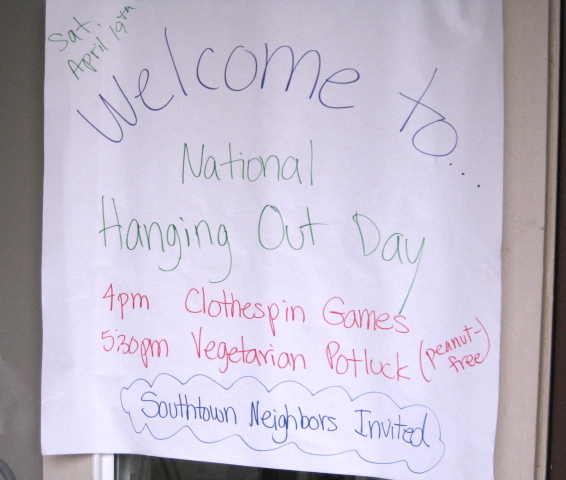 Sat.
April 19th
Welcome to...
National
Hanging Out Day
4pm Clothespin Games
5:30pm Vegetarian Potluck (peanut-
free)
Southtown Neighbors Invited